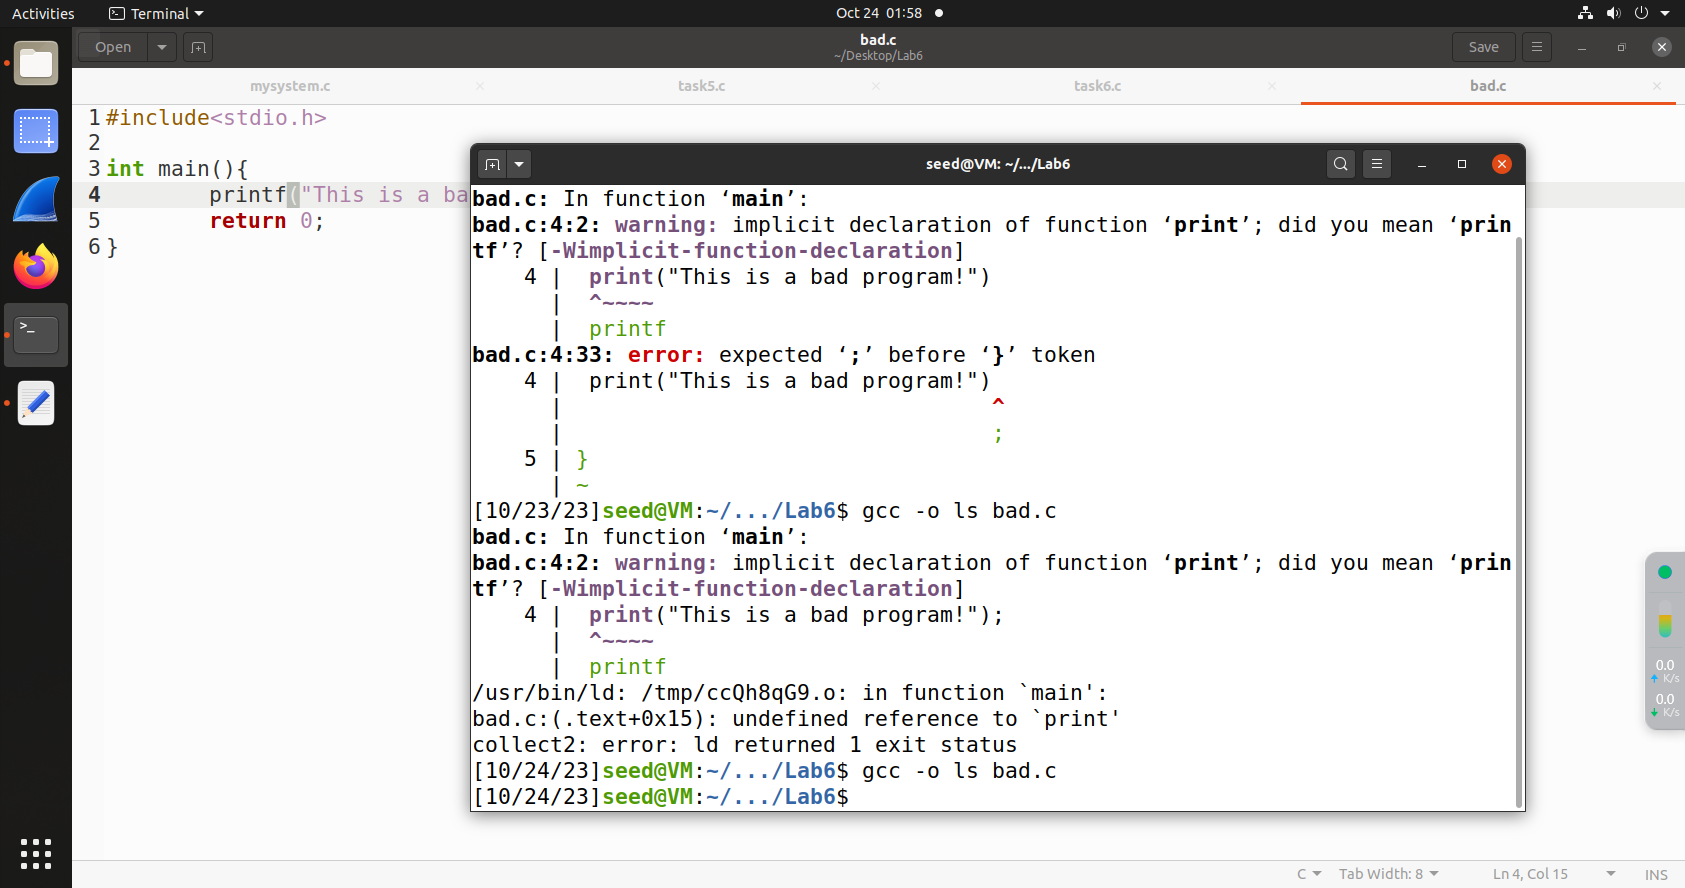 Activities Terminal Oct 24 01:58
Open bad.c Save
~/Desktop/Lab6
mysystem.c task5.c task6.c bad.c
1 #include<stdio.h>
2
3 int main(){
4 printf("This is a ba
5 return 0;
6 }
seed@VM: ~/.../Lab6
bad.c: In function ‘main’:
bad.c:4:2: warning: implicit declaration of function ‘print’; did you mean ‘prin
tf’? [-Wimplicit-function-declaration]
4 | print("This is a bad program!")
| ^~~~~
| printf
bad.c:4:33: error: expected ‘;’ before ‘}’ token
4 | print("This is a bad program!")
| ^
| ;
5 | }
| ~
[10/23/23]seed@VM:~/.../Lab6$ gcc -o ls bad.c
bad.c: In function ‘main’:
bad.c:4:2: warning: implicit declaration of function ‘print’; did you mean ‘prin
tf’? [-Wimplicit-function-declaration]
4 | print("This is a bad program!");
| ^~~~~
| printf
/usr/bin/ld: /tmp/ccQh8qG9.o: in function `main':
bad.c:(.text+0x15): undefined reference to `print'
collect2: error: ld returned 1 exit status
[10/24/23]seed@VM:~/.../Lab6$ gcc -o ls bad.c
[10/24/23]seed@VM:~/.../Lab6$
0.0
K/s
0.0
K/s
C Tab Width: 8 Ln 4, Col 15 INS